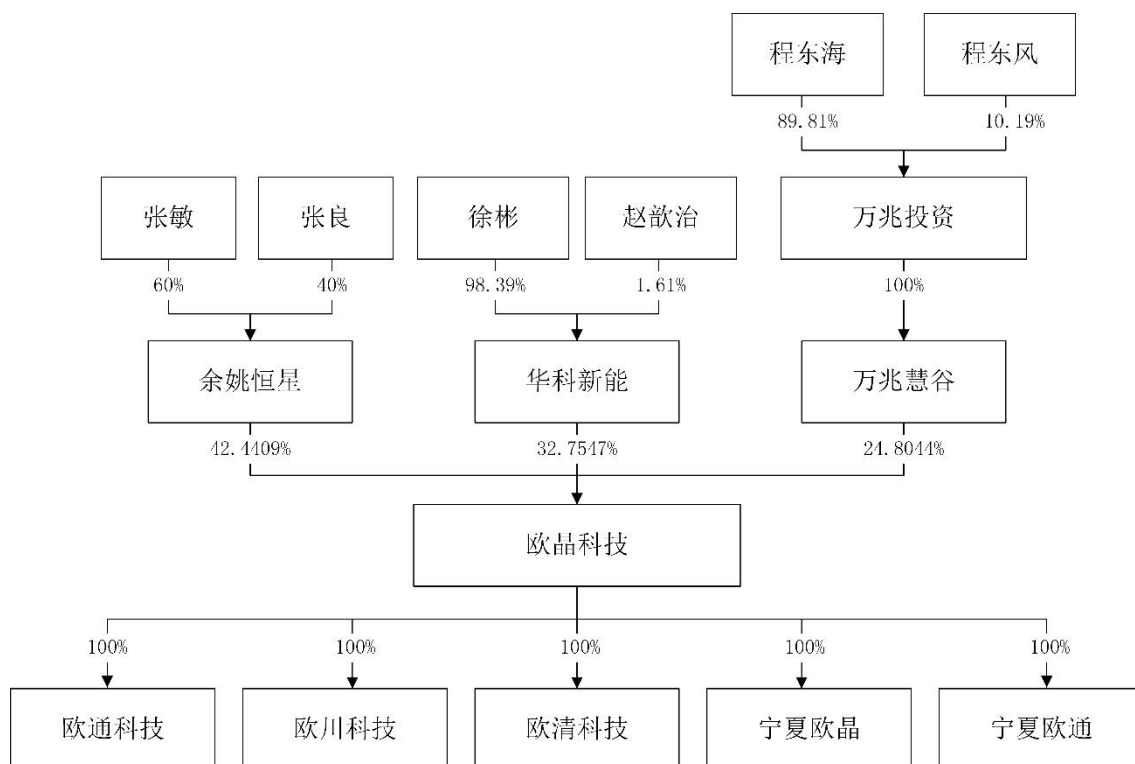 程东海 程东风
89.81% 10.19%
张敏 张良 徐彬 赵歆治 万兆投资
60% 40% 98.39% 1.61% 100%
余姚恒星 华科新能 万兆慧谷
42.4409% 32.7547% 24.8044%
欧晶科技
100% 100% 100% 100% 100%
欧通科技 欧川科技 欧清科技 宁夏欧晶 宁夏欧通